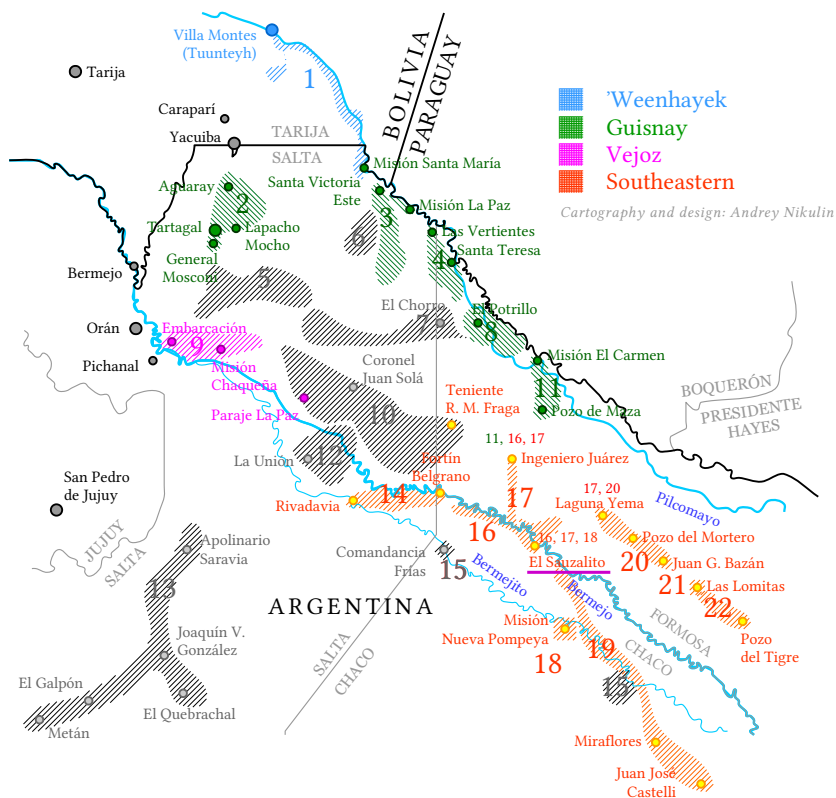 Villa Montes
(Tuunteyh)
1
Tarija
Caraparí
Yacuiba
TARIJA
SALTA
BOLIVIA
PARAGUAY
'Weenhayek
Guisnay
Vejoz
Southeastern
Cartography and design: Andrey Nikulin
Misión Santa María
Santa Victoria
Este
Misión La Paz
Aguaray
2
3
Tartagal
Lapacho
Mocho
General
Mosconi
6
Las Vertientes
Santa Teresa
4
Bermejo
5
El Chorro
7
El Potrillo
8
Orán
Embarcación
9
Pichanal
Misión
Chaqueña
Coronel
Juan Solá
Misión El Carmen
11
Pozo de Maza
BOQUERÓN
PRESIDENTE
HAYES
Paraje La Paz
10
Teniente
R. M. Fraga
11, 16, 17
Ingeniero Juárez
La Unión
12
Fortín
Belgrano
San Pedro
de Jujuy
Rivadavia
14
16
17
17, 20
Laguna Yema
Pilcomayo
JUJUY
SALTA
Apolinario
Saravia
13
16, 17, 18
El Sauzalito
Pozo del Mortero
20
Juan G. Bazán
21
Las Lomitas
22
Comandancia
Frías
15
Bermejito
Bermejo
ARGENTINA
Misión
Nueva Pompeya
18
19
FORMOSA
CHACO
Pozo
del Tigre
Joaquín V.
González
SALTA
CHACO
15
El Galpón
El Quebrachal
Metán
Miraflores
Juan José
Castelli